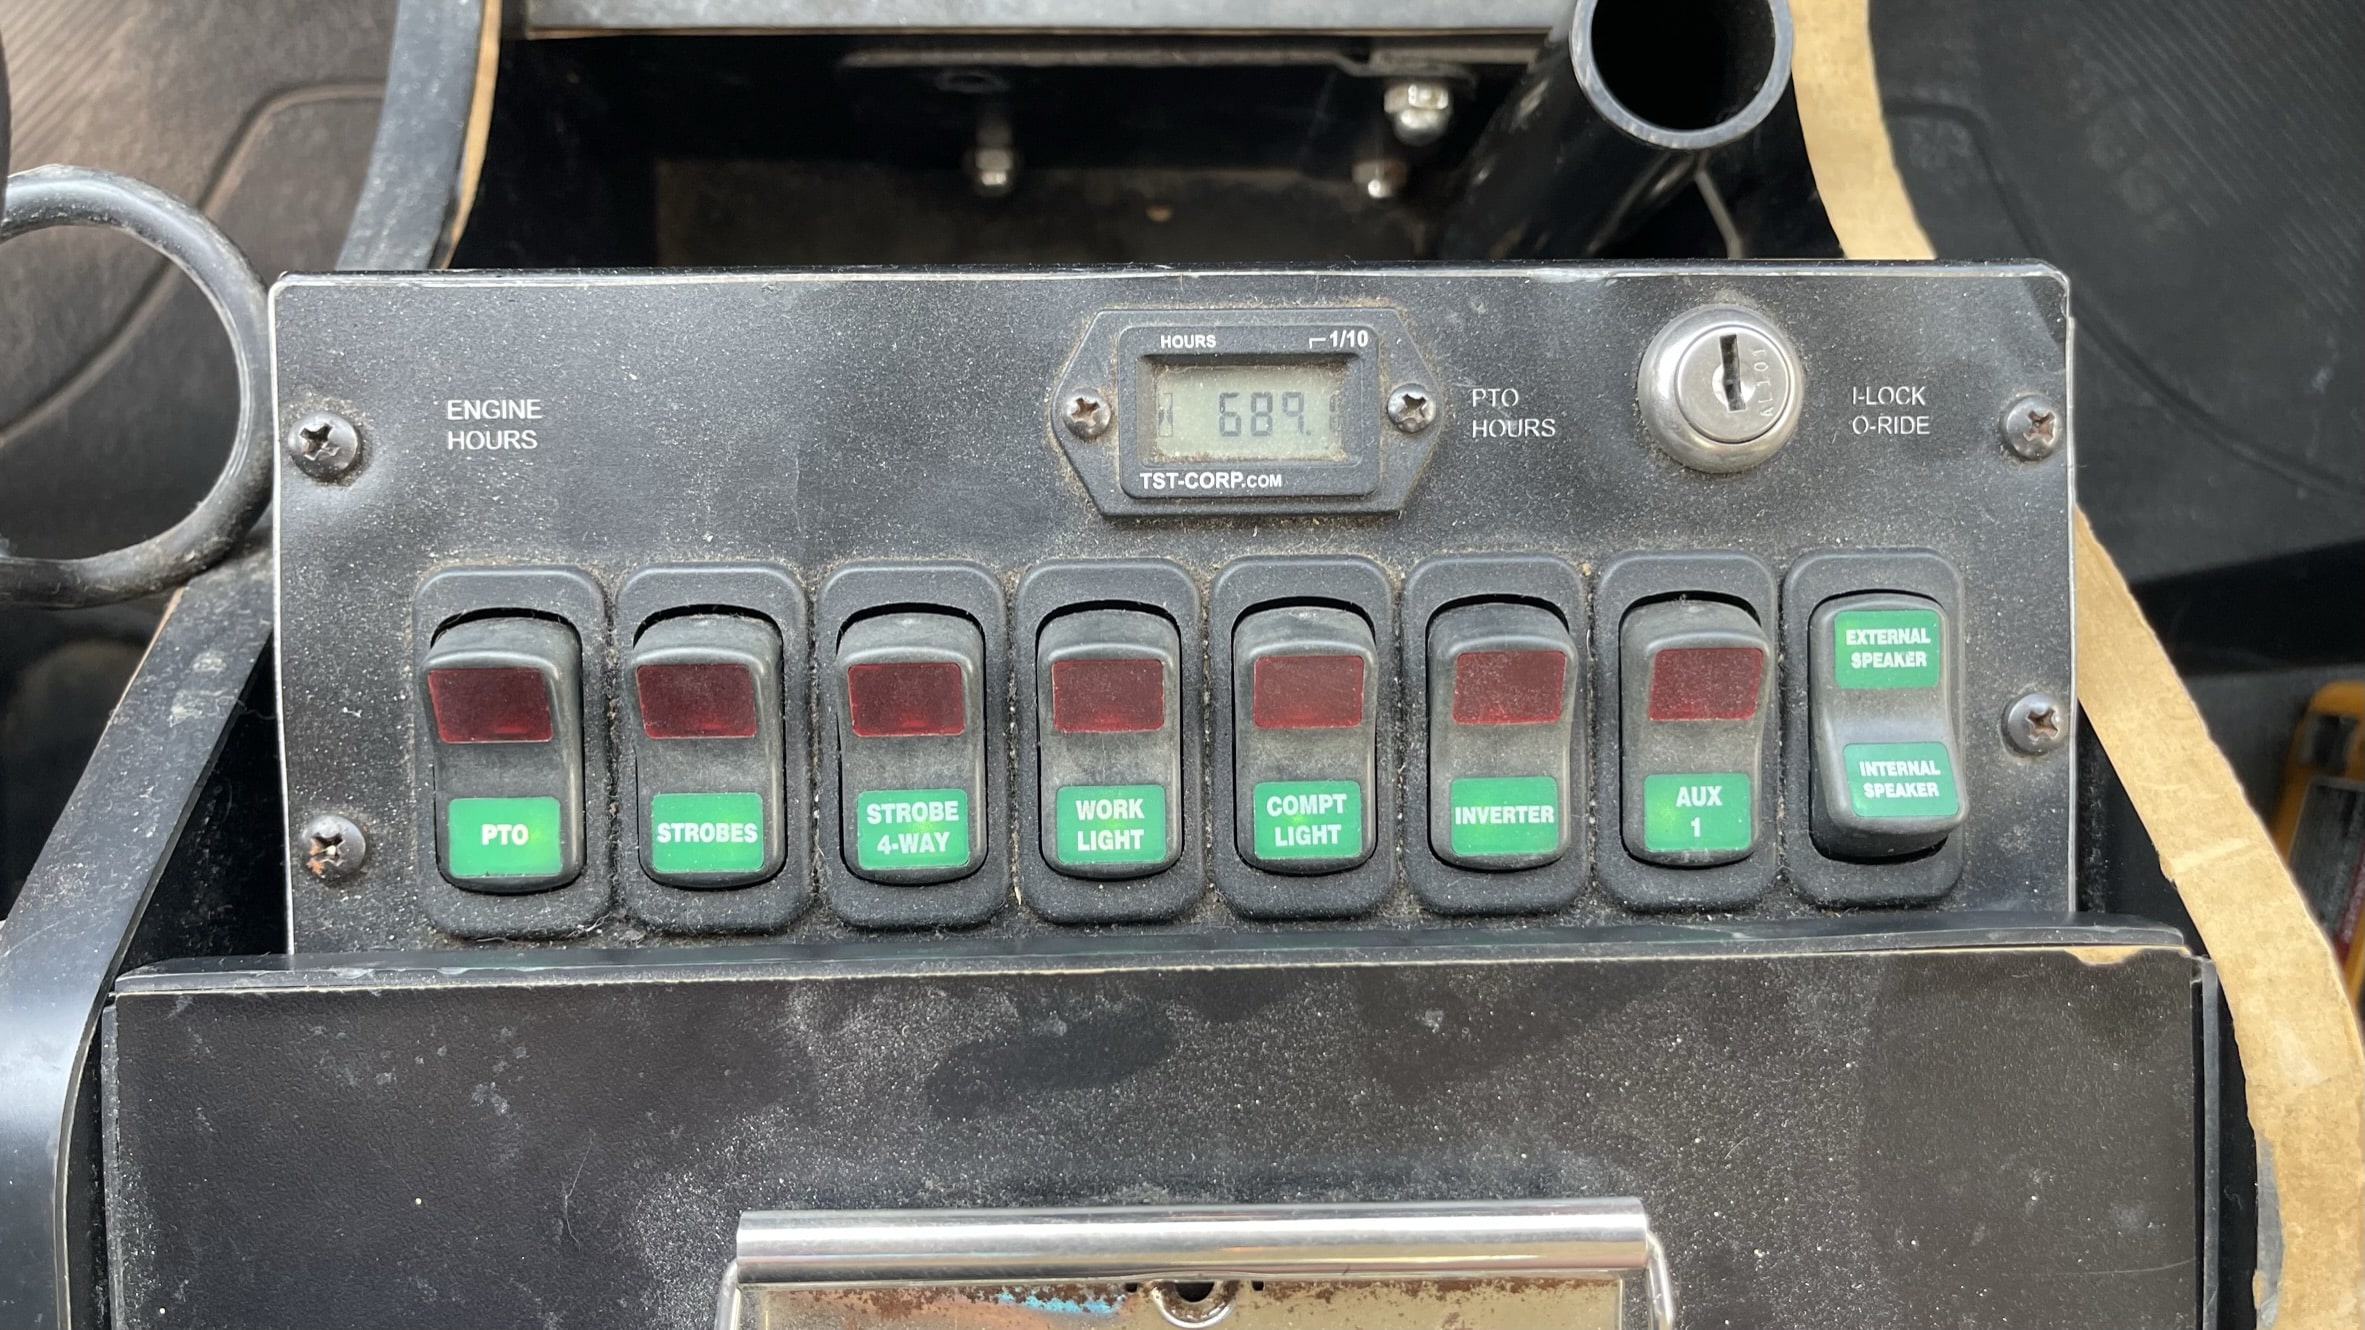 HOURS 1/10
ENGINE
HOURS
689.
PTO
HOURS
I-LOCK
O-RIDE
TST-CORP.COM
PTO
STROBES
STROBE
4-WAY
WORK
LIGHT
COMPT
LIGHT
INVERTER
AUX
1
EXTERNAL
SPEAKER
INTERNAL
SPEAKER